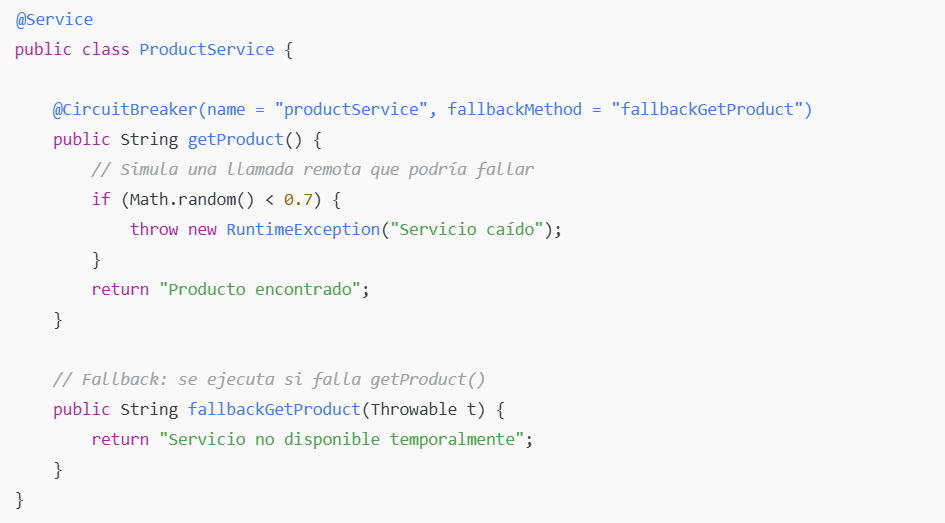 @Service
public class ProductService {
@CircuitBreaker(name = "productService", fallbackMethod = "fallbackGetProduct")
public String getProduct() {
// Simula una llamada remota que podría fallar
if (Math.random() < 0.7) {
throw new RuntimeException("Servicio caído");
}
return "Producto encontrado";
}
// Fallback: se ejecuta si falla getProduct()
public String fallbackGetProduct(Throwable t) {
return "Servicio no disponible temporalmente";
}
}